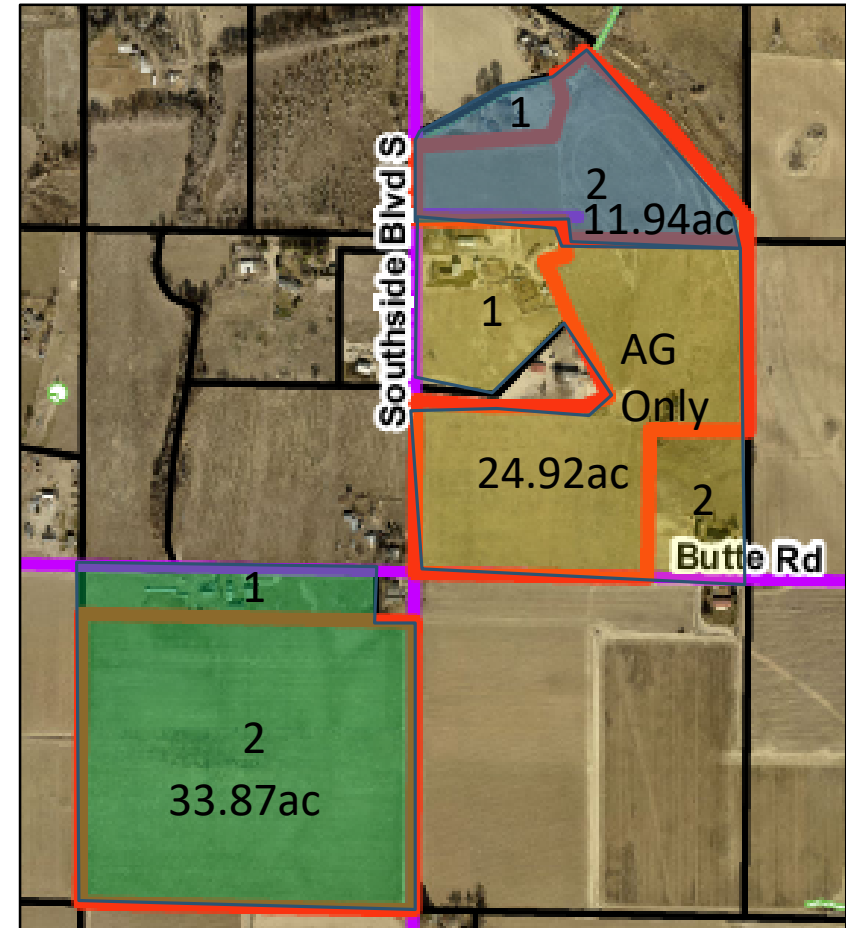 1
2
11.94ac
Southside Blvd S
1
AG
Only
24.92ac
2
Butte Rd
1
2
33.87ac